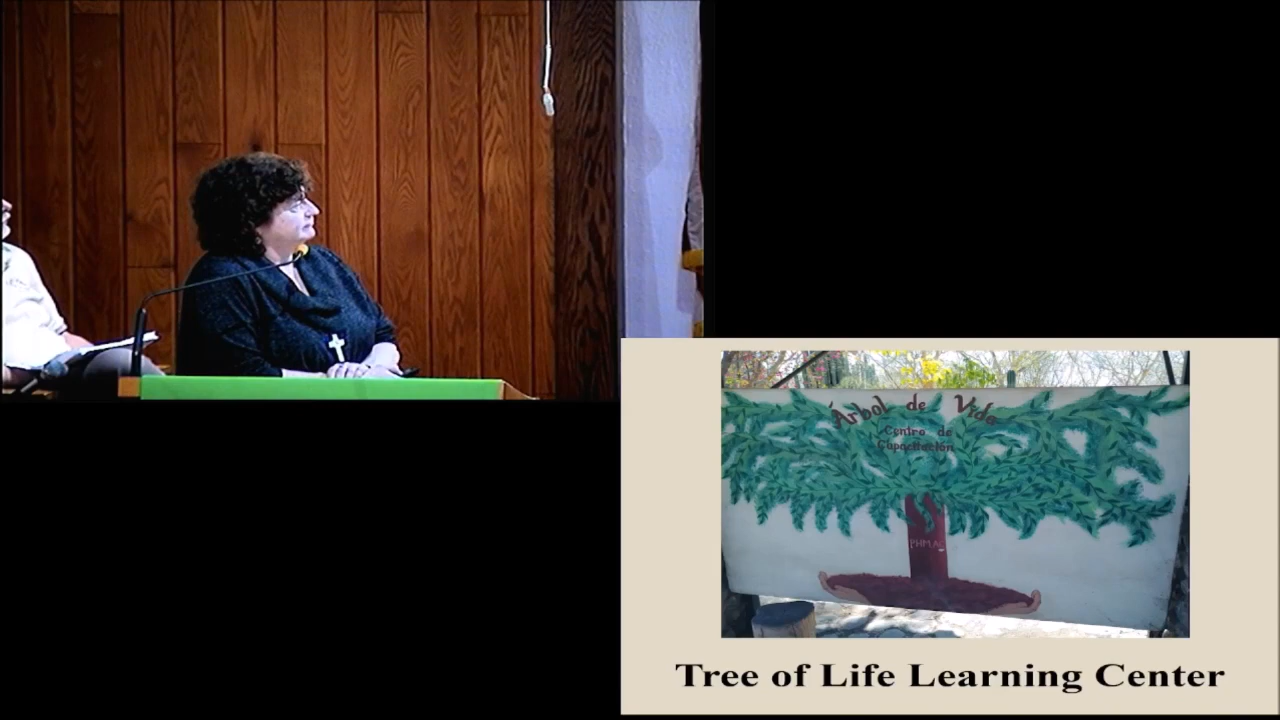 Árbol de Vida
Centro de
Capacitación
PHMAC
Tree of Life Learning Center